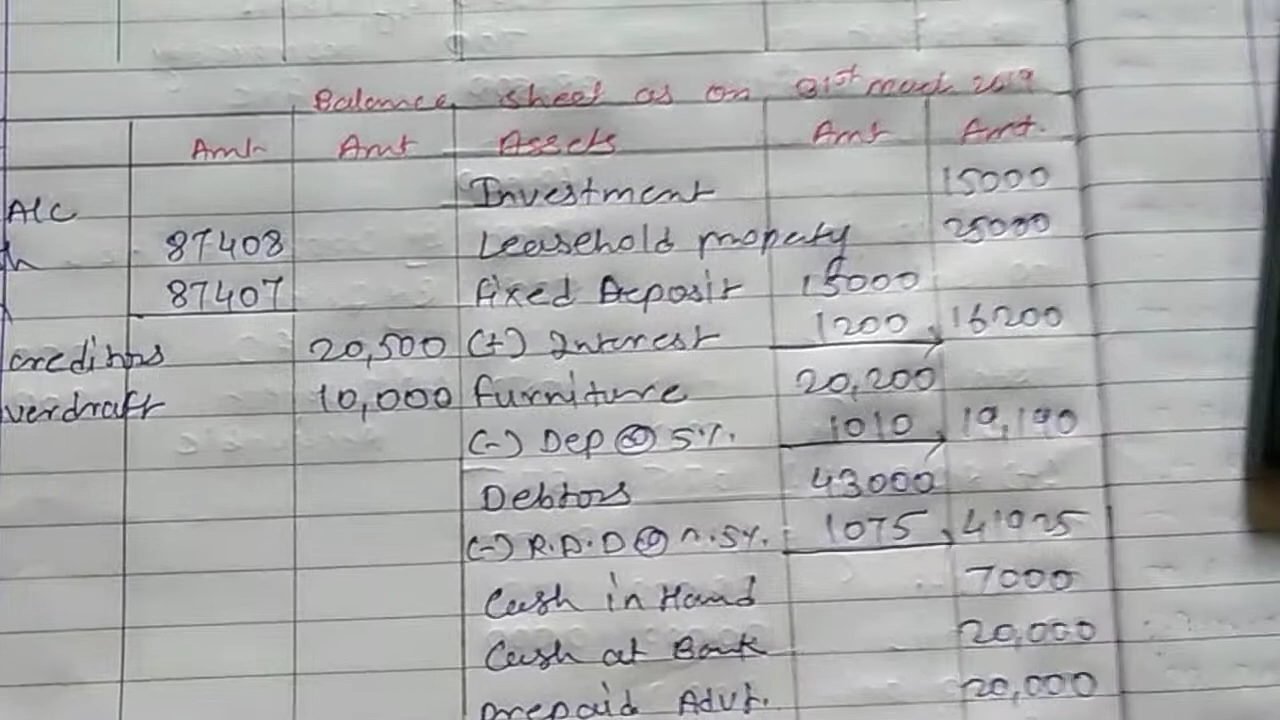 Balance sheet as on 31st march 2019
Amt Amt Assets Amt Amt.
Investment 15000
A/c
87408 Leasehold property 25000
87407 Fixed Deposit 15000
creditors 20,500 (+) Interest 1200 16200
verdraft 10,000 furniture 20,200
(-) Dep @ 5%. 1010 19,190
Debtors 43000
(-) R.D.D @ 2.5%. 1075 41925
Cash in Hand 7000
Cash at Bank 20,000
prepaid Advt. 20,000